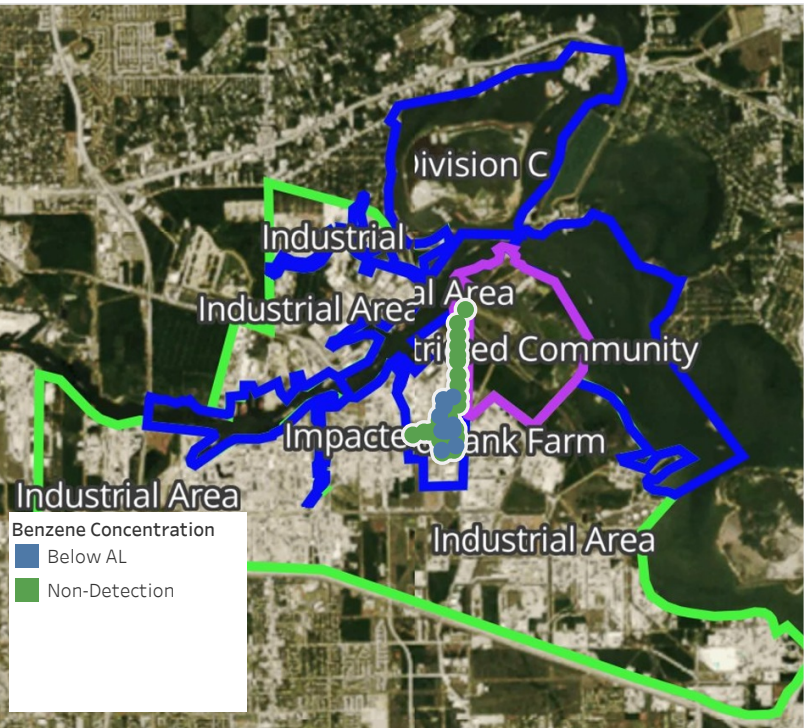 Division C
Industrial
al Area
Industrial Area
tricted Community
Impacte
ank Farm
Industrial Area
Industrial Area
Benzene Concentration
Below AL
Non-Detection